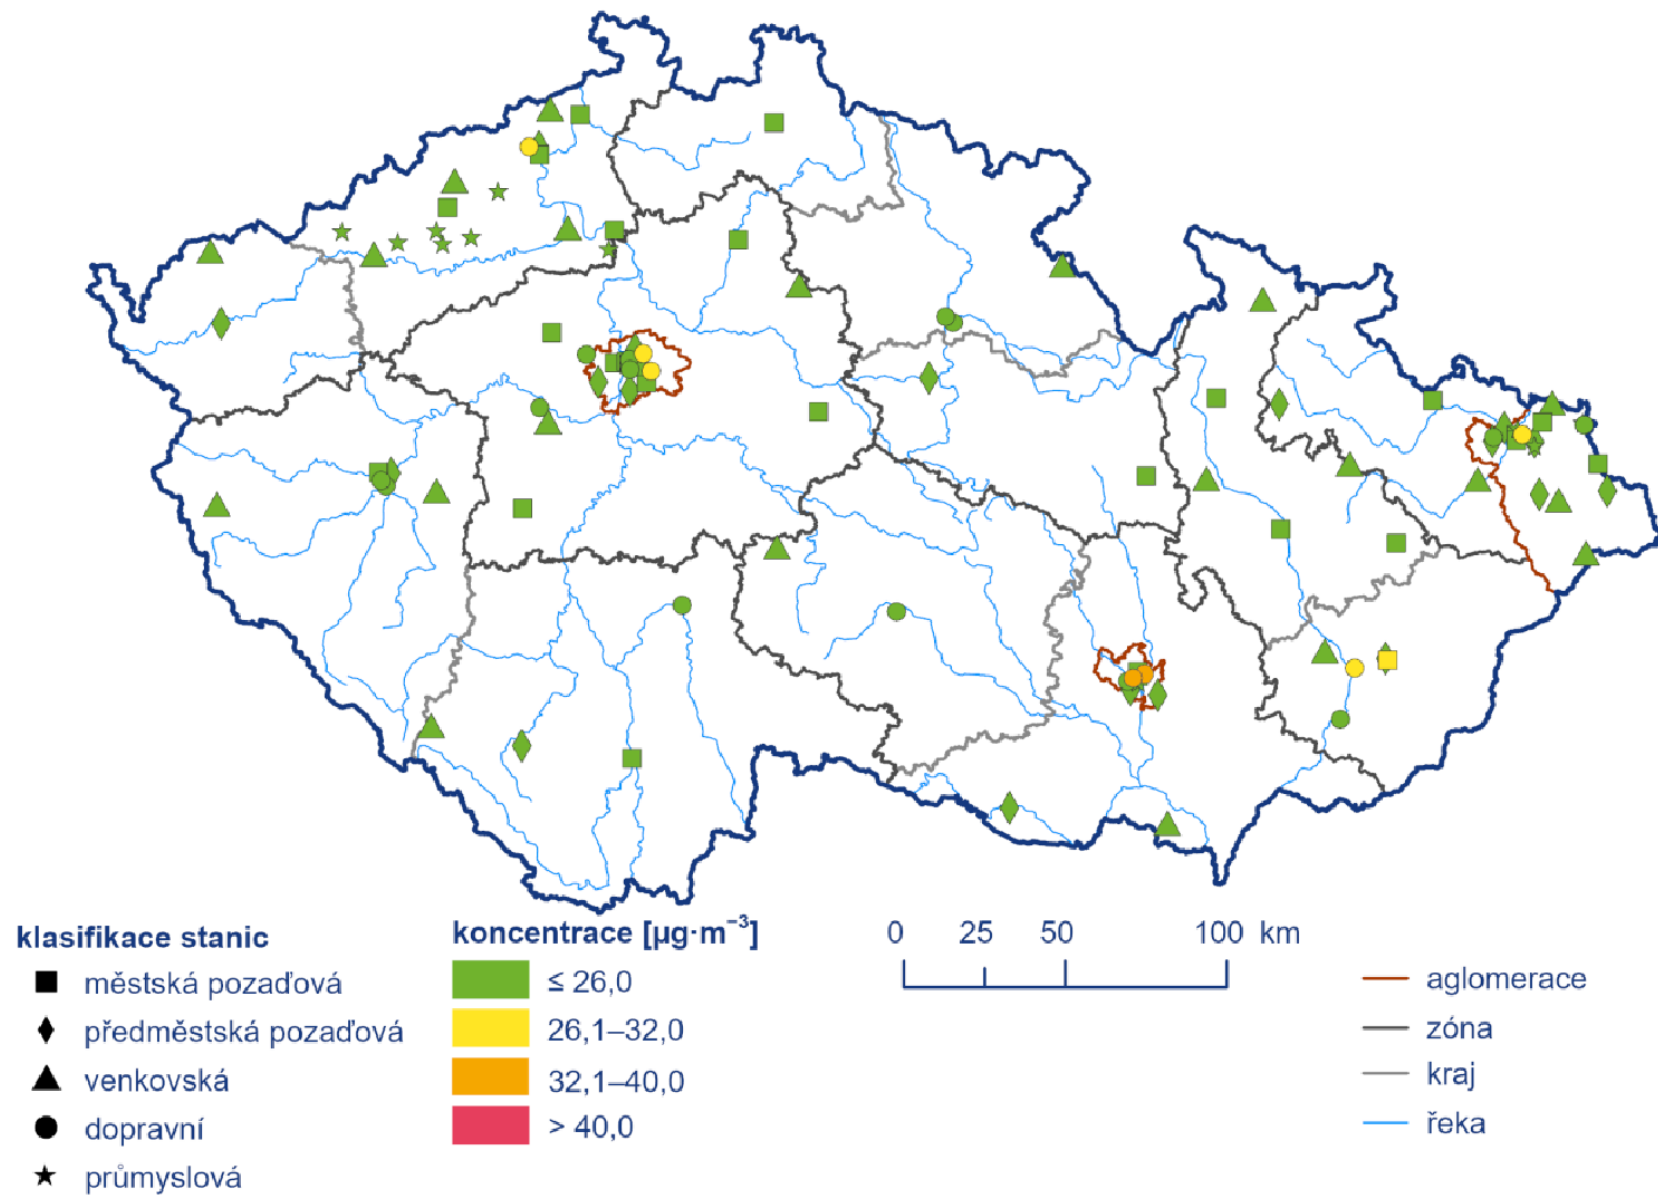 klasifikace stanic
městská pozaďová
předměstská pozaďová
venkovská
dopravní
průmyslová
koncentrace [µg·m⁻³]
≤ 26,0
26,1–32,0
32,1–40,0
> 40,0
0 25 50 100 km
aglomerace
zóna
kraj
řeka